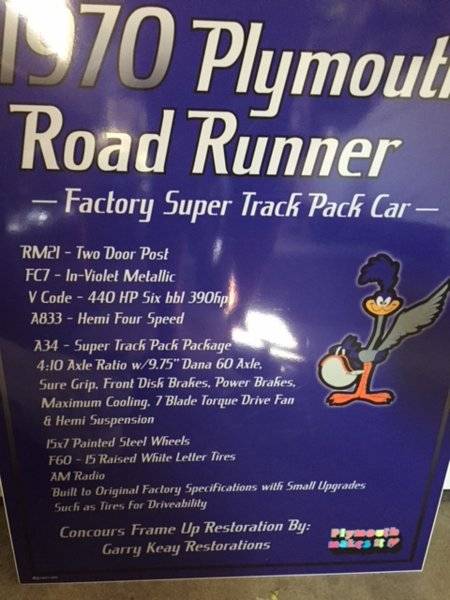 1970 Plymouth
Road Runner
— Factory Super Track Pack Car —
RM21 - Two Door Post
FC7 - In-Violet Metallic
V Code - 440 HP Six bbl 390hp
A833 - Hemi Four Speed
A34 - Super Track Pack Package
4:10 Axle Ratio w/9.75" Dana 60 Axle,
Sure Grip, Front Disk Brakes, Power Brakes,
Maximum Cooling, 7 Blade Torque Drive Fan
& Hemi Suspension
15x7 Painted Steel Wheels
F60 - 15 Raised White Letter Tires
AM Radio
Built to Original Factory Specifications with Small Upgrades
Such as Tires for Driveability
Concours Frame Up Restoration By:
Garry Keay Restorations
Plymouth
makes it